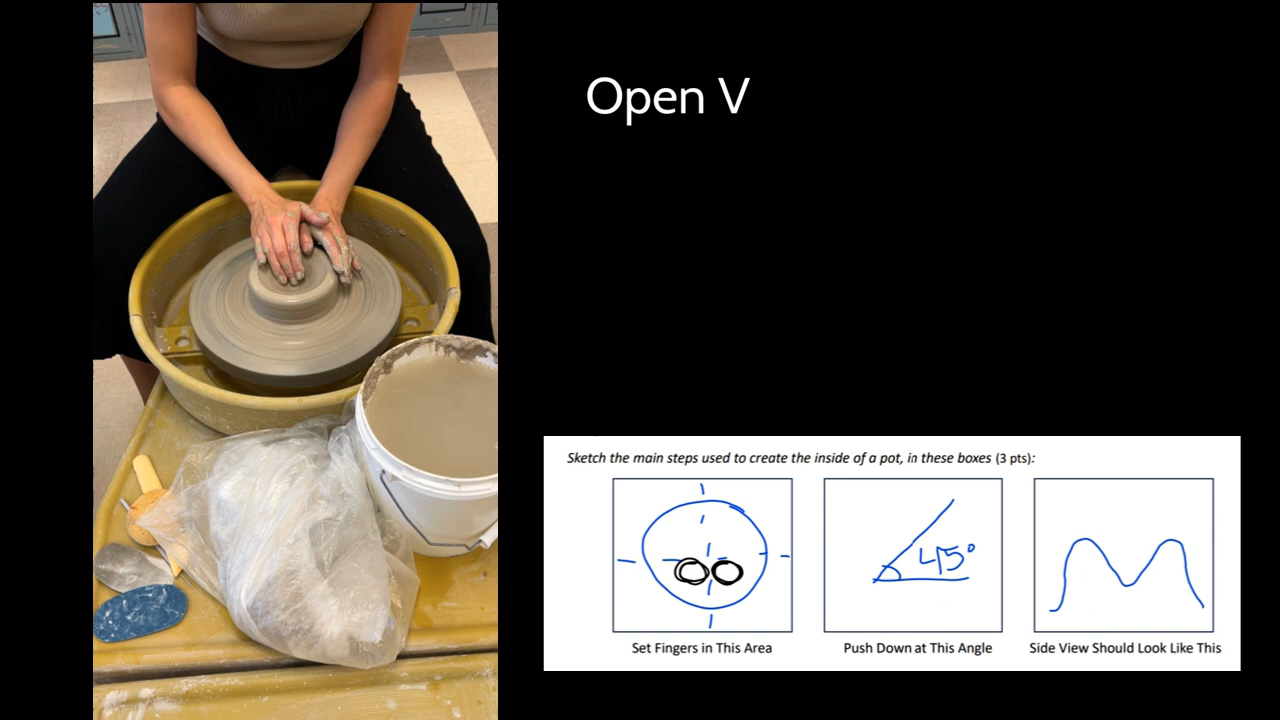 Open V
Sketch the main steps used to create the inside of a pot, in these boxes (3 pts):
45°
Set Fingers in This Area
Push Down at This Angle
Side View Should Look Like This